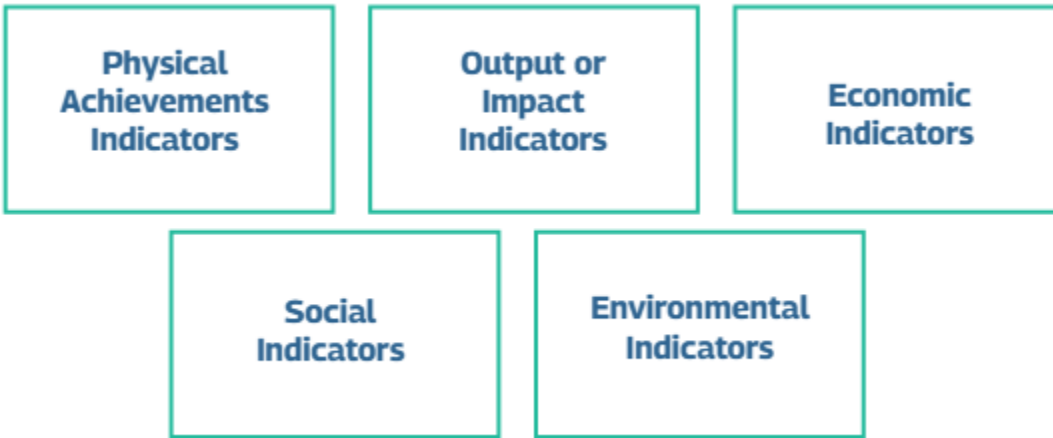 Physical
Achievements
Indicators
Output or
Impact
Indicators
Economic
Indicators
Social
Indicators
Environmental
Indicators